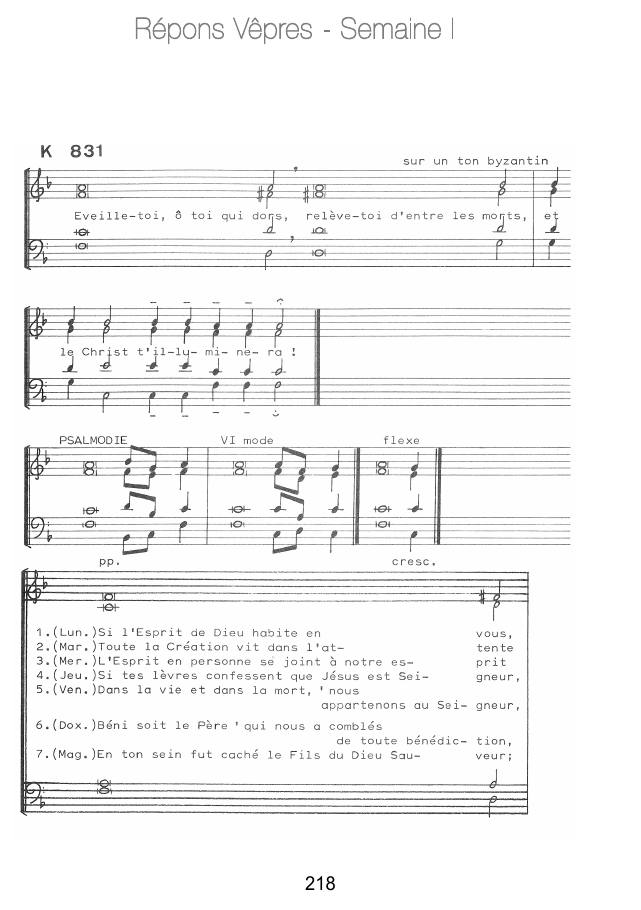 Répons Vêpres - Semaine I
K 831
sur un ton byzantin
Eveille-toi, ô toi qui dors, relève-toi d'entre les morts, et
le Christ t'il-lu- mi- ne- ra !
PSALMODIE VI mode flexe
pp. cresc.
1.(Lun.)Si l'Esprit de Dieu habite en vous,
2.(Mar.)Toute la Création vit dans l'at- tente
3.(Mer.)L'Esprit en personne se joint à notre es- prit
4.(Jeu.)Si tes lèvres confessent que Jésus est Sei- gneur,
5.(Ven.)Dans la vie et dans la mort, ' nous
appartenons au Sei- gneur,
6.(Dox.)Béni soit le Père ' qui nous a comblés
de toute bénédic- tion,
7.(Mag.)En ton sein fut caché le Fils du Dieu Sau- veur;
218